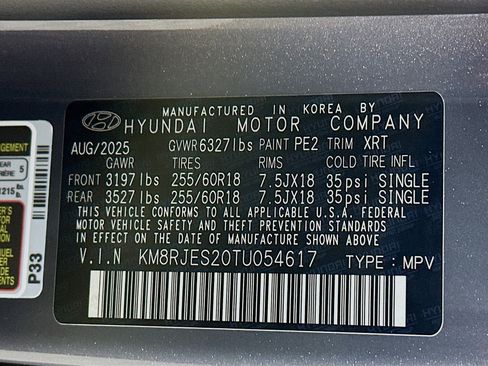 MANUFACTURED IN KOREA BY
HYUNDAI MOTOR COMPANY
AUG/2025 GVWR 6327lbs PAINT PE2 TRIM XRT
GAWR TIRES RIMS COLD TIRE INFL
FRONT 3197lbs 255/60R18 7.5JX18 35psi SINGLE
REAR 3527lbs 255/60R18 7.5JX18 35psi SINGLE
THIS VEHICLE CONFORMS TO ALL APPLICABLE U.S.A. FEDERAL
MOTOR VEHICLE SAFETY, BUMPER, AND THEFT PREVENTION
STANDARDS IN EFFECT ON THE DATE OF MANUFACTURE SHOWN ABOVE.
V.I.N KM8RJES20TU054617 TYPE:MPV
5
P33